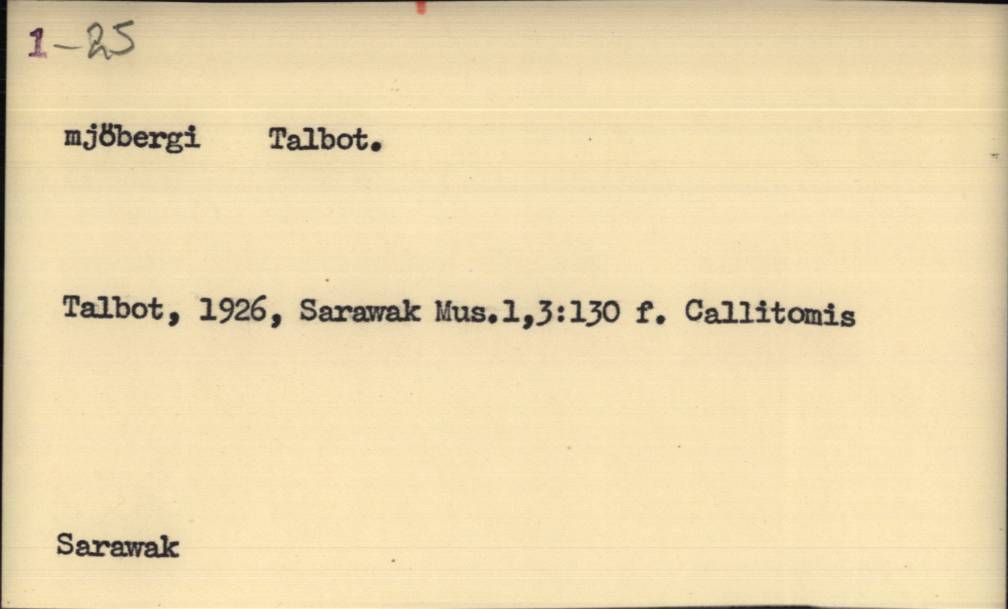 1-25
mjöbergi Talbot.
Talbot, 1926, Sarawak Mus.1,3:130 f. Callitomis
Sarawak